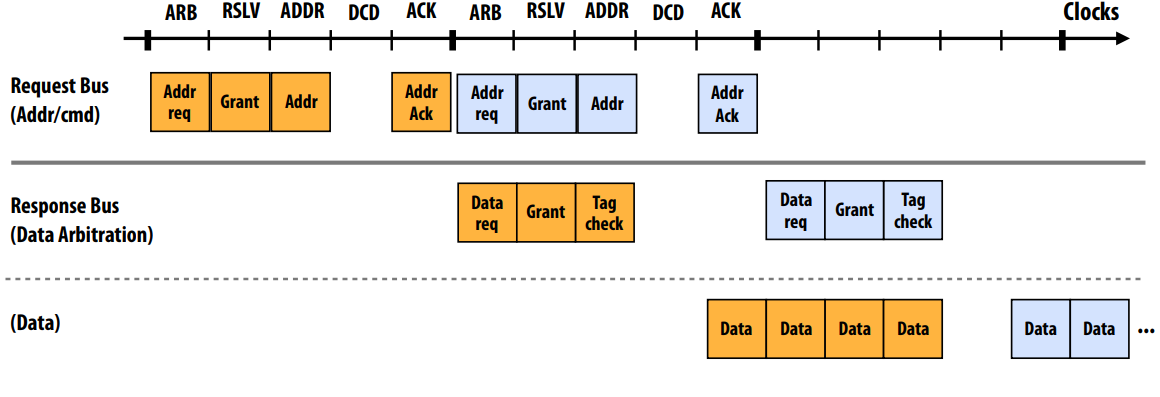 ARB RSLV ADDR DCD ACK ARB RSLV ADDR DCD ACK Clocks
Request Bus
(Addr/cmd)
Addr
req
Grant
Addr
Addr
Ack
Addr
req
Grant
Addr
Addr
Ack
Response Bus
(Data Arbitration)
Data
req
Grant
Tag
check
Data
req
Grant
Tag
check
(Data)
Data Data Data Data Data Data ...